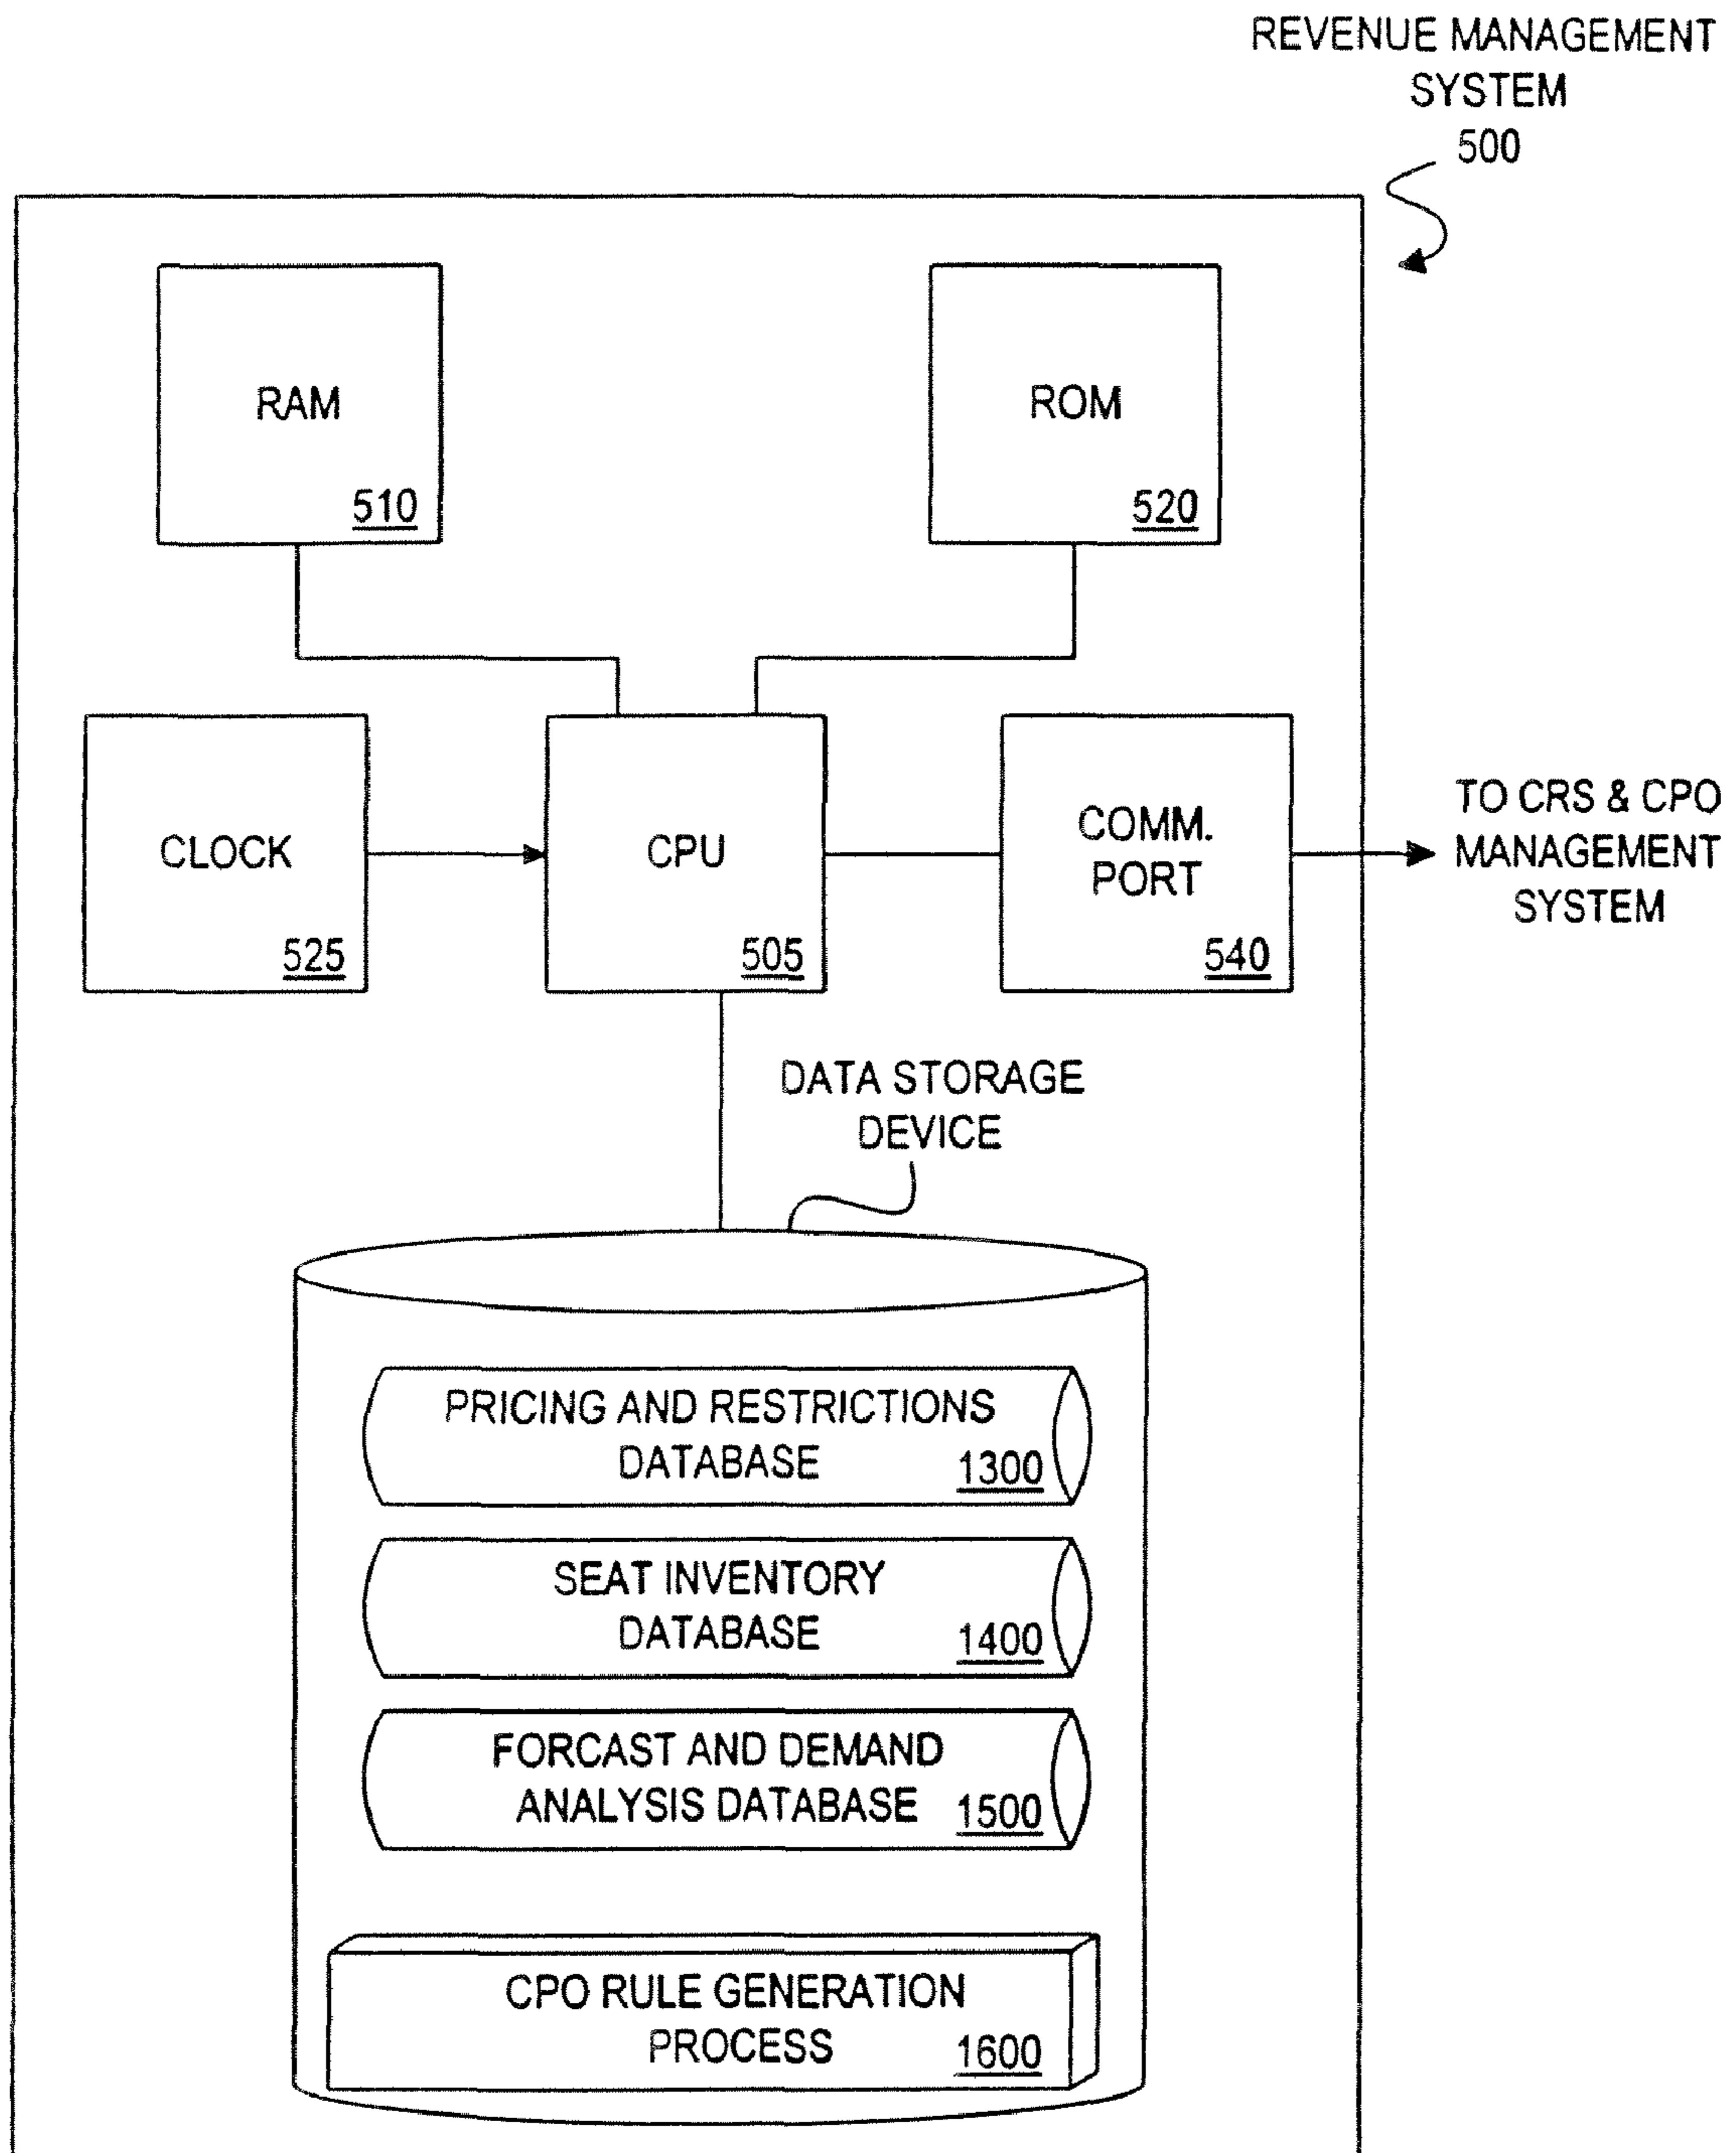 REVENUE MANAGEMENT
SYSTEM
500
RAM
510
ROM
520
CLOCK
525
CPU
505
COMM.
PORT
540
TO CRS & CPO
MANAGEMENT
SYSTEM
DATA STORAGE
DEVICE
PRICING AND RESTRICTIONS
DATABASE 1300
SEAT INVENTORY
DATABASE 1400
FORCAST AND DEMAND
ANALYSIS DATABASE 1500
CPO RULE GENERATION
PROCESS 1600